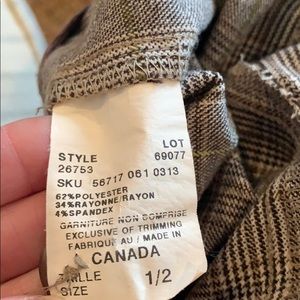 STYLE LOT
26753 69077
SKU 56717 061 0313
62%POLYESTER
34%RAYONNE/RAYON
4%SPANDEX
GARNITURE NON COMPRISE
EXCLUSIVE OF TRIMMING
FABRIQUÉ AU / MADE IN
CANADA
TAILLE
SIZE 1/2